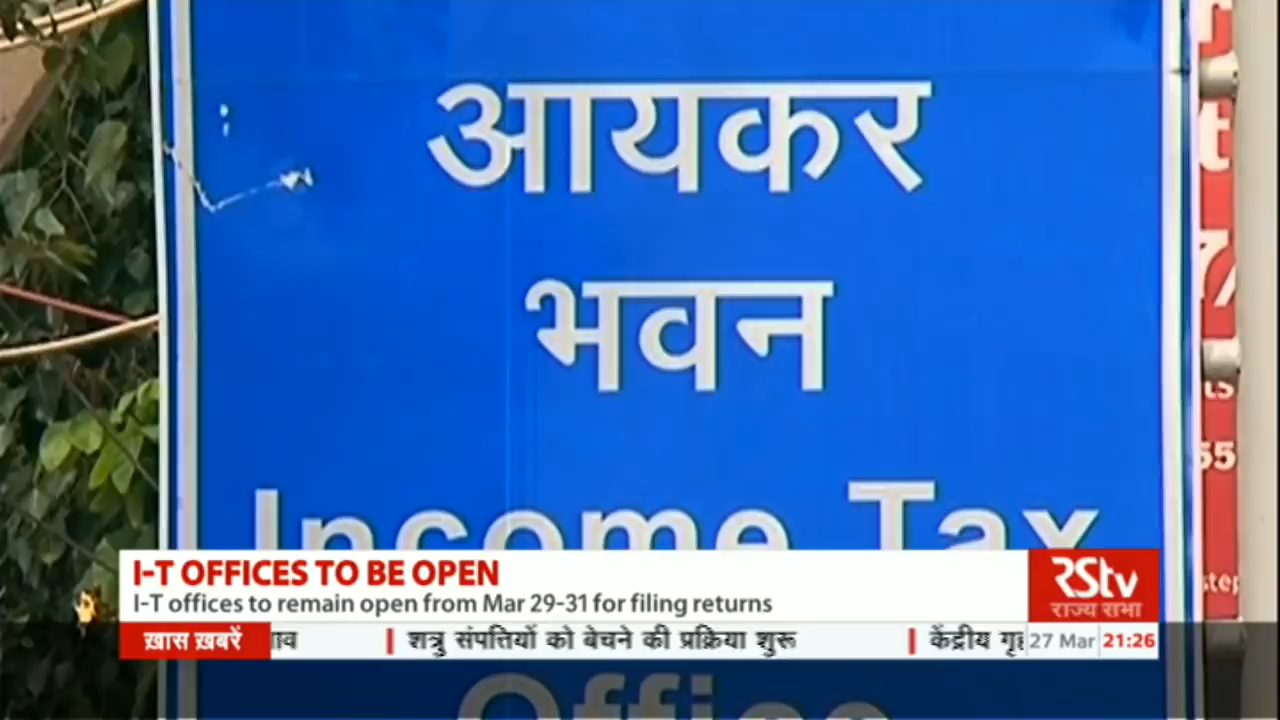 आयकर
भवन
Income Tax
I-T OFFICES TO BE OPEN
I-T offices to remain open from Mar 29-31 for filing returns
RStv
राज्य सभा
ख़ास ख़बरें
शत्रु संपत्तियों को बेचने की प्रक्रिया शुरू
केंद्रीय
27 Mar 21:26
Office